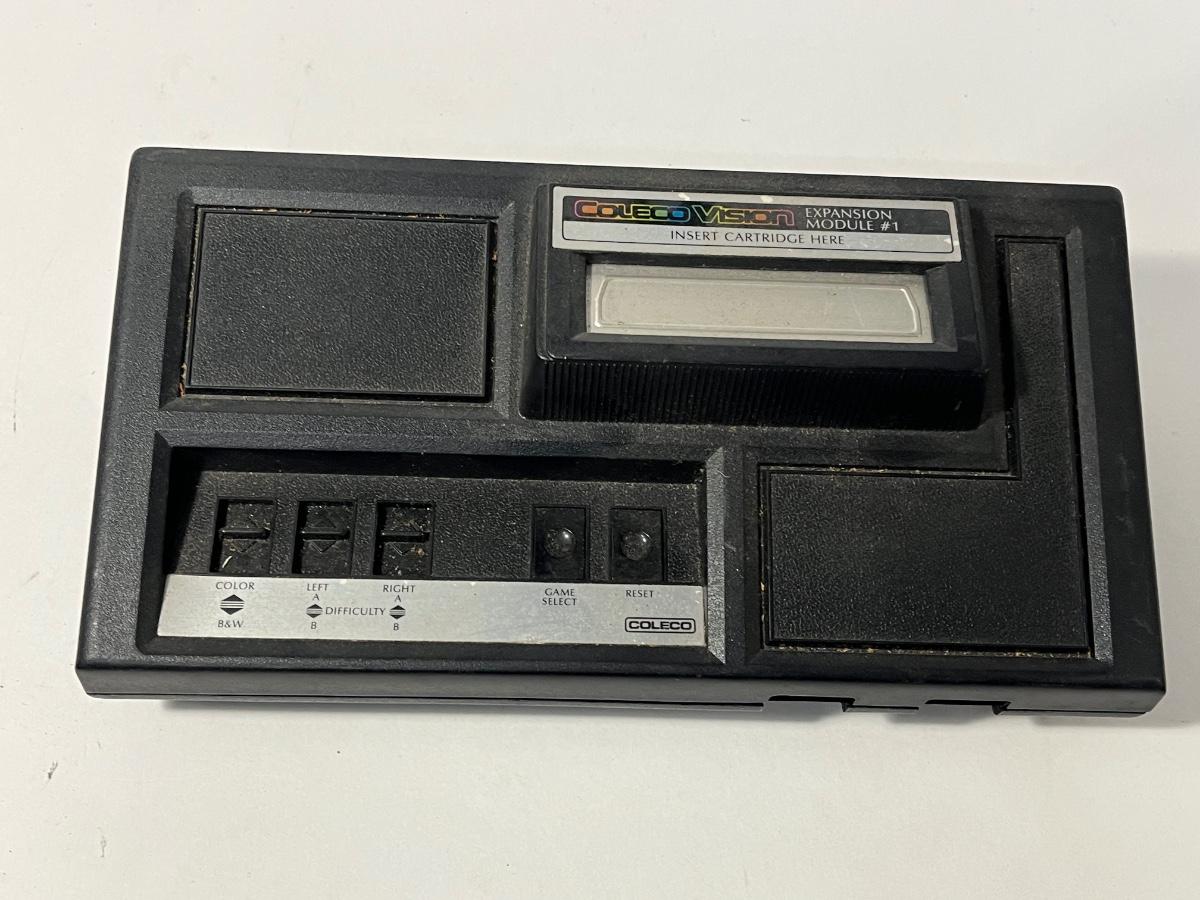 COLECOVISION EXPANSION
MODULE #1
INSERT CARTRIDGE HERE
COLOR LEFT RIGHT GAME RESET
A A SELECT
DIFFICULTY
B&W B B COLECO